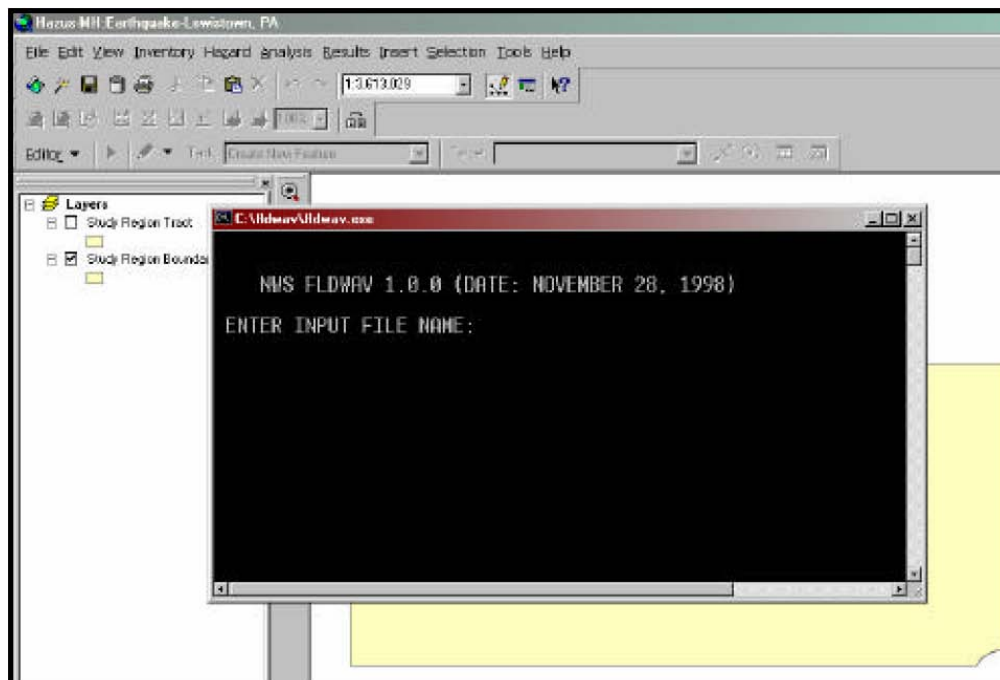 Hazus-MH:Earthquake-Lewistown, PA
File Edit View Inventory Hazard Analysis Results Insert Selection Tools Help
1:3,613,029
100%
Editor Task: Create New Feature
Layers
Study Region Tract
Study Region Boundar
C:\fldwav\fldwav.exe
NWS FLDWAV 1.0.0 (DATE: NOVEMBER 28, 1998)
ENTER INPUT FILE NAME: